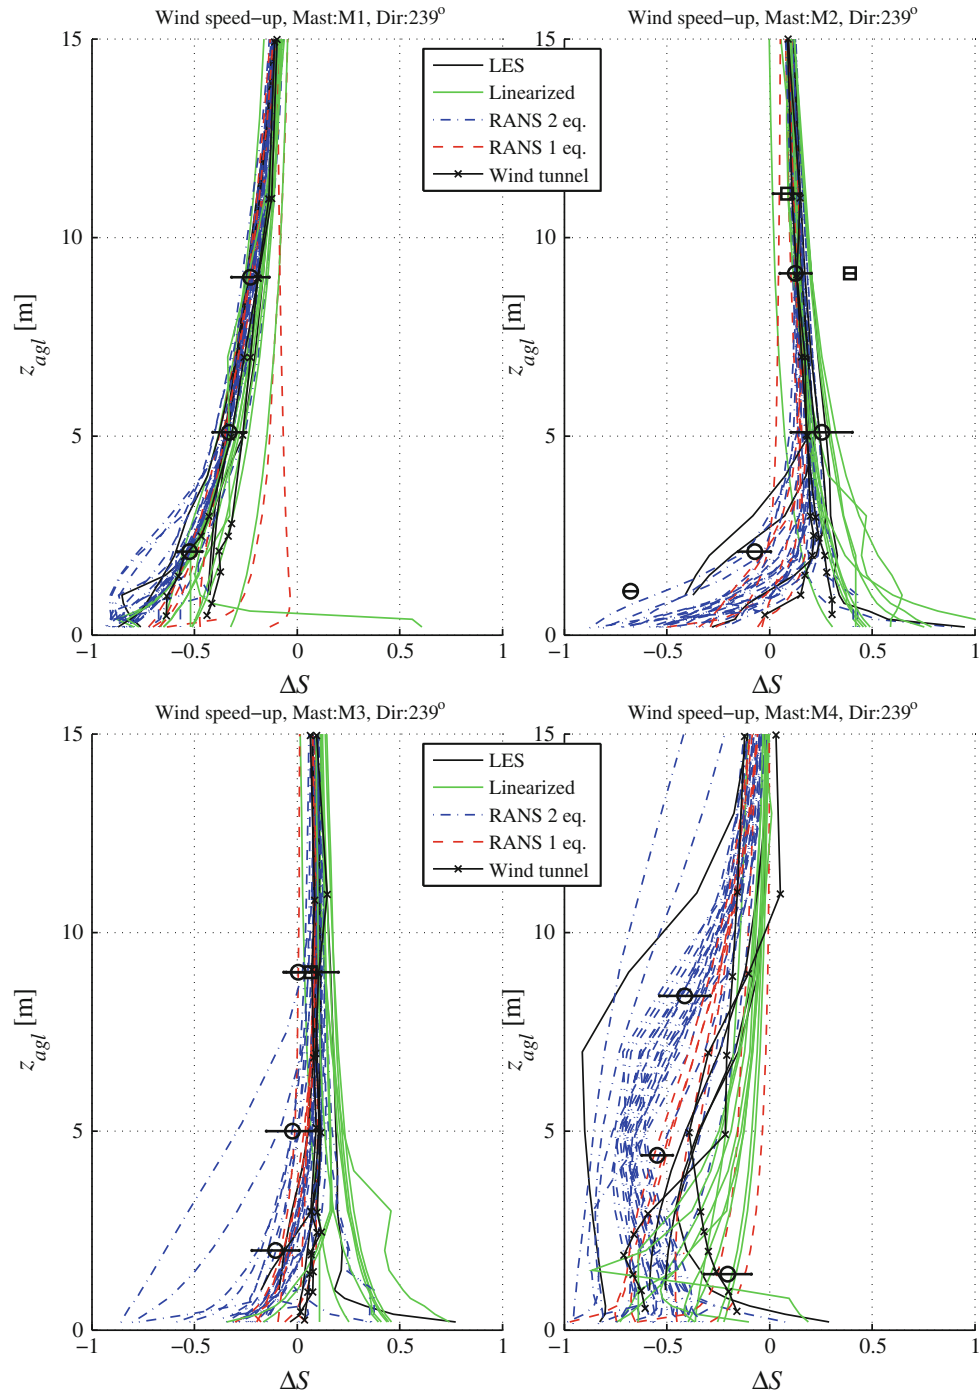 Wind speed−up, Mast:M1, Dir:239°
15
10
5
0
z_agl [m]
−1
−0.5
0
0.5
1
ΔS
LES
Linearized
RANS 2 eq.
RANS 1 eq.
Wind tunnel
Wind speed−up, Mast:M2, Dir:239°
15
10
5
0
z_agl [m]
−1
−0.5
0
0.5
1
ΔS
Wind speed−up, Mast:M3, Dir:239°
15
10
5
0
z_agl [m]
−1
−0.5
0
0.5
1
ΔS
LES
Linearized
RANS 2 eq.
RANS 1 eq.
Wind tunnel
Wind speed−up, Mast:M4, Dir:239°
15
10
5
0
z_agl [m]
−1
−0.5
0
0.5
1
ΔS